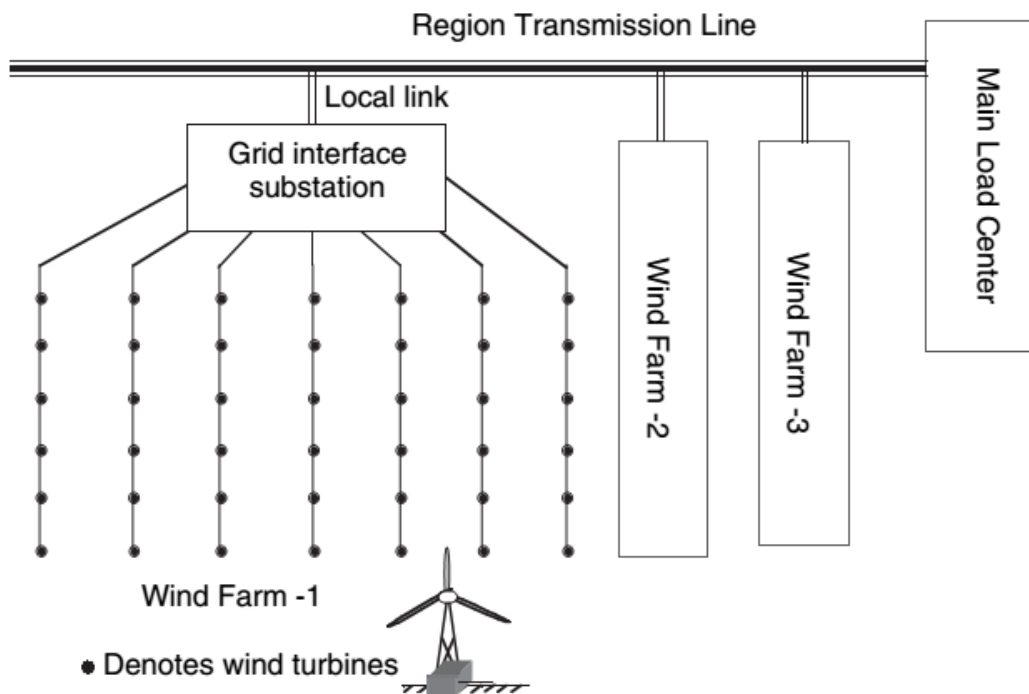 Region Transmission Line
Local link
Grid interface
substation
Main Load Center
Wind Farm -2
Wind Farm -3
Wind Farm -1
Denotes wind turbines